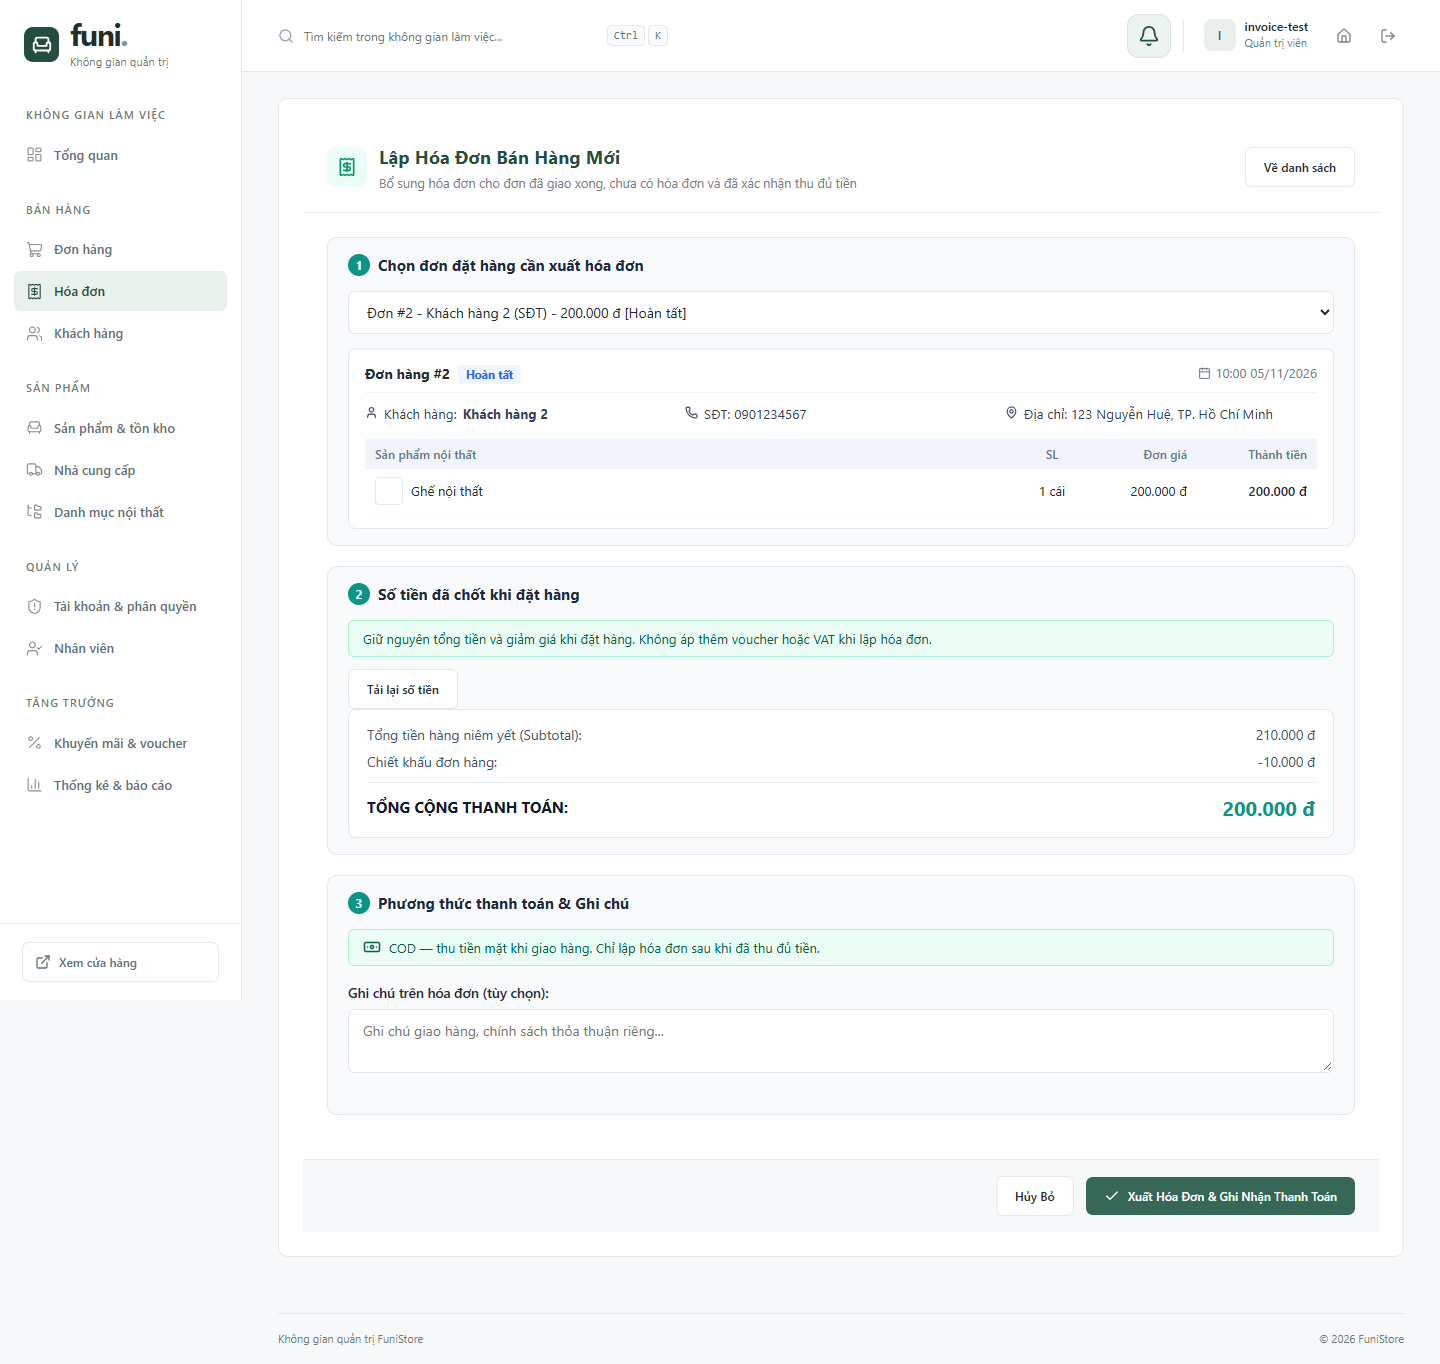 funi.
Không gian quản trị
KHÔNG GIAN LÀM VIỆC
Tổng quan
BÁN HÀNG
Đơn hàng
Hóa đơn
Khách hàng
SẢN PHẨM
Sản phẩm & tồn kho
Nhà cung cấp
Danh mục nội thất
QUẢN LÝ
Tài khoản & phân quyền
Nhân viên
TĂNG TRƯỞNG
Khuyến mãi & voucher
Thống kê & báo cáo
Xem cửa hàng
Tìm kiếm trong không gian làm việc...
Ctrl K
I
invoice-test
Quản trị viên
Lập Hóa Đơn Bán Hàng Mới
Bổ sung hóa đơn cho đơn đã giao xong, chưa có hóa đơn và đã xác nhận thu đủ tiền
Về danh sách
1 Chọn đơn đặt hàng cần xuất hóa đơn
Đơn #2 - Khách hàng 2 (SĐT) - 200.000 đ [Hoàn tất]
Đơn hàng #2 Hoàn tất 10:00 05/11/2026
Khách hàng: Khách hàng 2 SĐT: 0901234567 Địa chỉ: 123 Nguyễn Huệ, TP. Hồ Chí Minh
Sản phẩm nội thất SL Đơn giá Thành tiền
Ghế nội thất 1 cái 200.000 đ 200.000 đ
2 Số tiền đã chốt khi đặt hàng
Giữ nguyên tổng tiền và giảm giá khi đặt hàng. Không áp thêm voucher hoặc VAT khi lập hóa đơn.
Tải lại số tiền
Tổng tiền hàng niêm yết (Subtotal): 210.000 đ
Chiết khấu đơn hàng: -10.000 đ
TỔNG CỘNG THANH TOÁN: 200.000 đ
3 Phương thức thanh toán & Ghi chú
COD — thu tiền mặt khi giao hàng. Chỉ lập hóa đơn sau khi đã thu đủ tiền.
Ghi chú trên hóa đơn (tùy chọn):
Ghi chú giao hàng, chính sách thỏa thuận riêng...
Hủy Bỏ
Xuất Hóa Đơn & Ghi Nhận Thanh Toán
Không gian quản trị FuniStore
© 2026 FuniStore